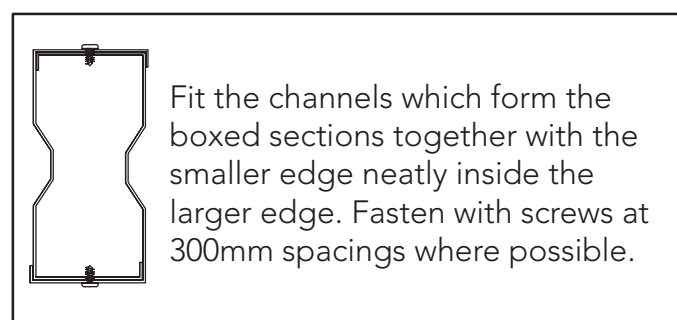 Fit the channels which form the
boxed sections together with the
smaller edge neatly inside the
larger edge. Fasten with screws at
300mm spacings where possible.